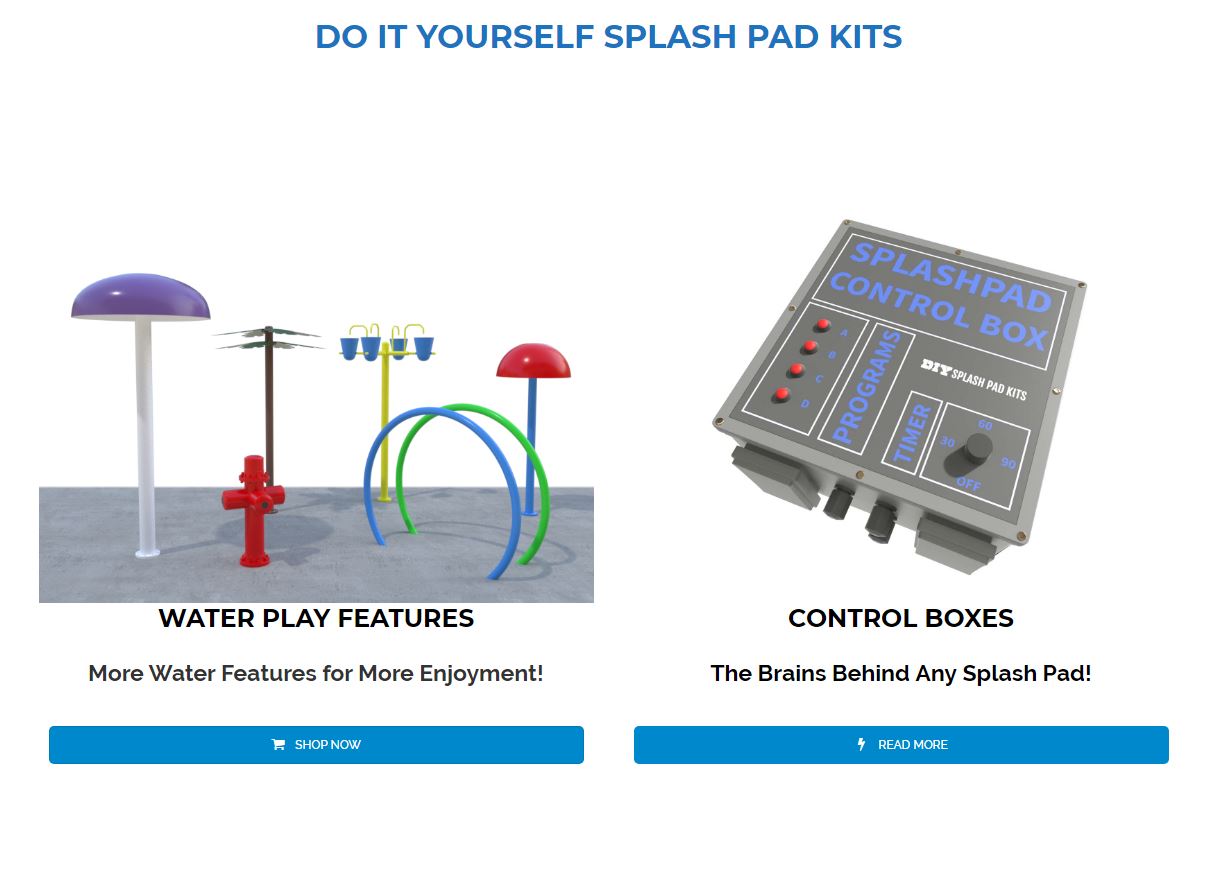 DO IT YOURSELF SPLASH PAD KITS
SPLASHPAD
CONTROL BOX
A
B
C
D
PROGRAMS
DIY SPLASH PAD KITS
TIMER
60
30
90
OFF
WATER PLAY FEATURES
More Water Features for More Enjoyment!
SHOP NOW
CONTROL BOXES
The Brains Behind Any Splash Pad!
READ MORE